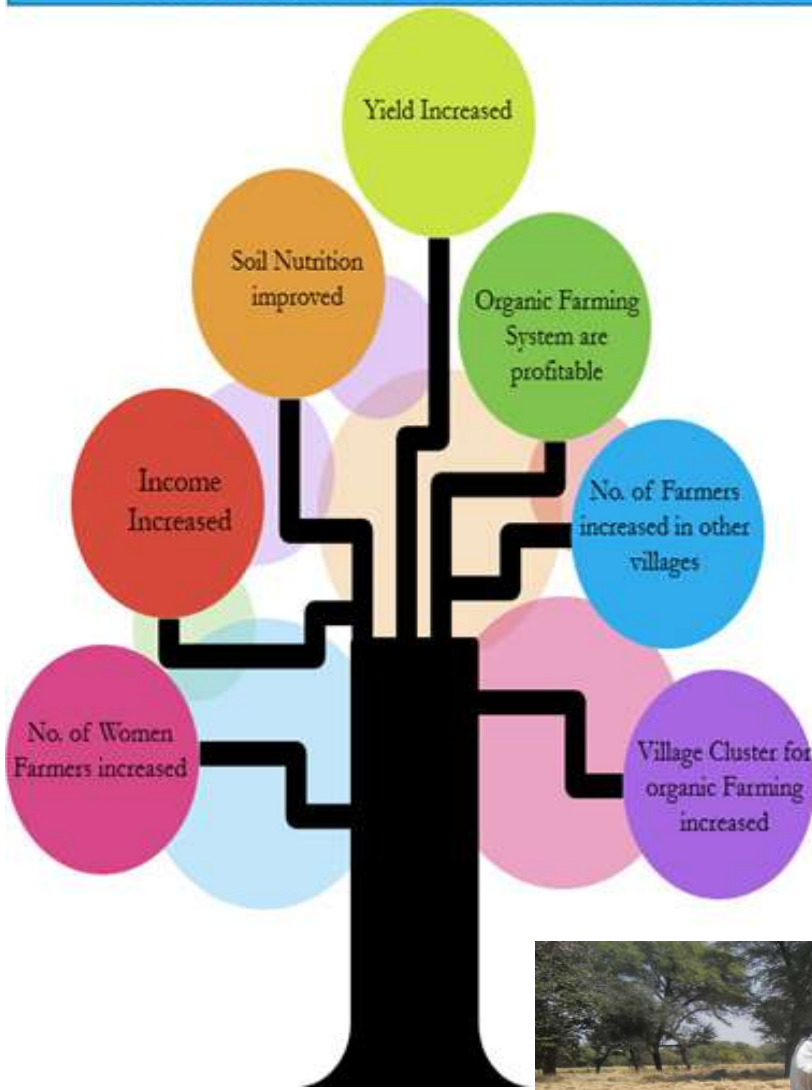 Yield Increased
Soil Nutrition
improved
Organic Farming
System are
profitable
Income
Increased
No. of Farmers
increased in other
villages
No. of Women
Farmers increased
Village Cluster for
organic Farming
increased